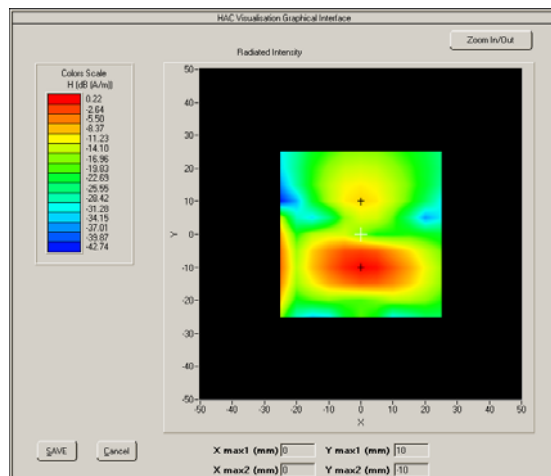 HAC Visualisation Graphical Interface
Zoom In/Out
Radiated Intensity
Colors Scale
H (dB (A/m))
0.22
-2.64
-5.50
-8.37
-11.23
-14.10
-16.96
-19.83
-22.69
-25.55
-28.42
-31.28
-34.15
-37.01
-39.87
-42.74
50
40
30
20
10
0
-10
-20
-30
-40
-50
Y
-50 -40 -30 -20 -10 0 10 20 30 40 50
X
SAVE Cancel
X max1 (mm) 0 Y max1 (mm) 10
X max2 (mm) 0 Y max2 (mm) -10